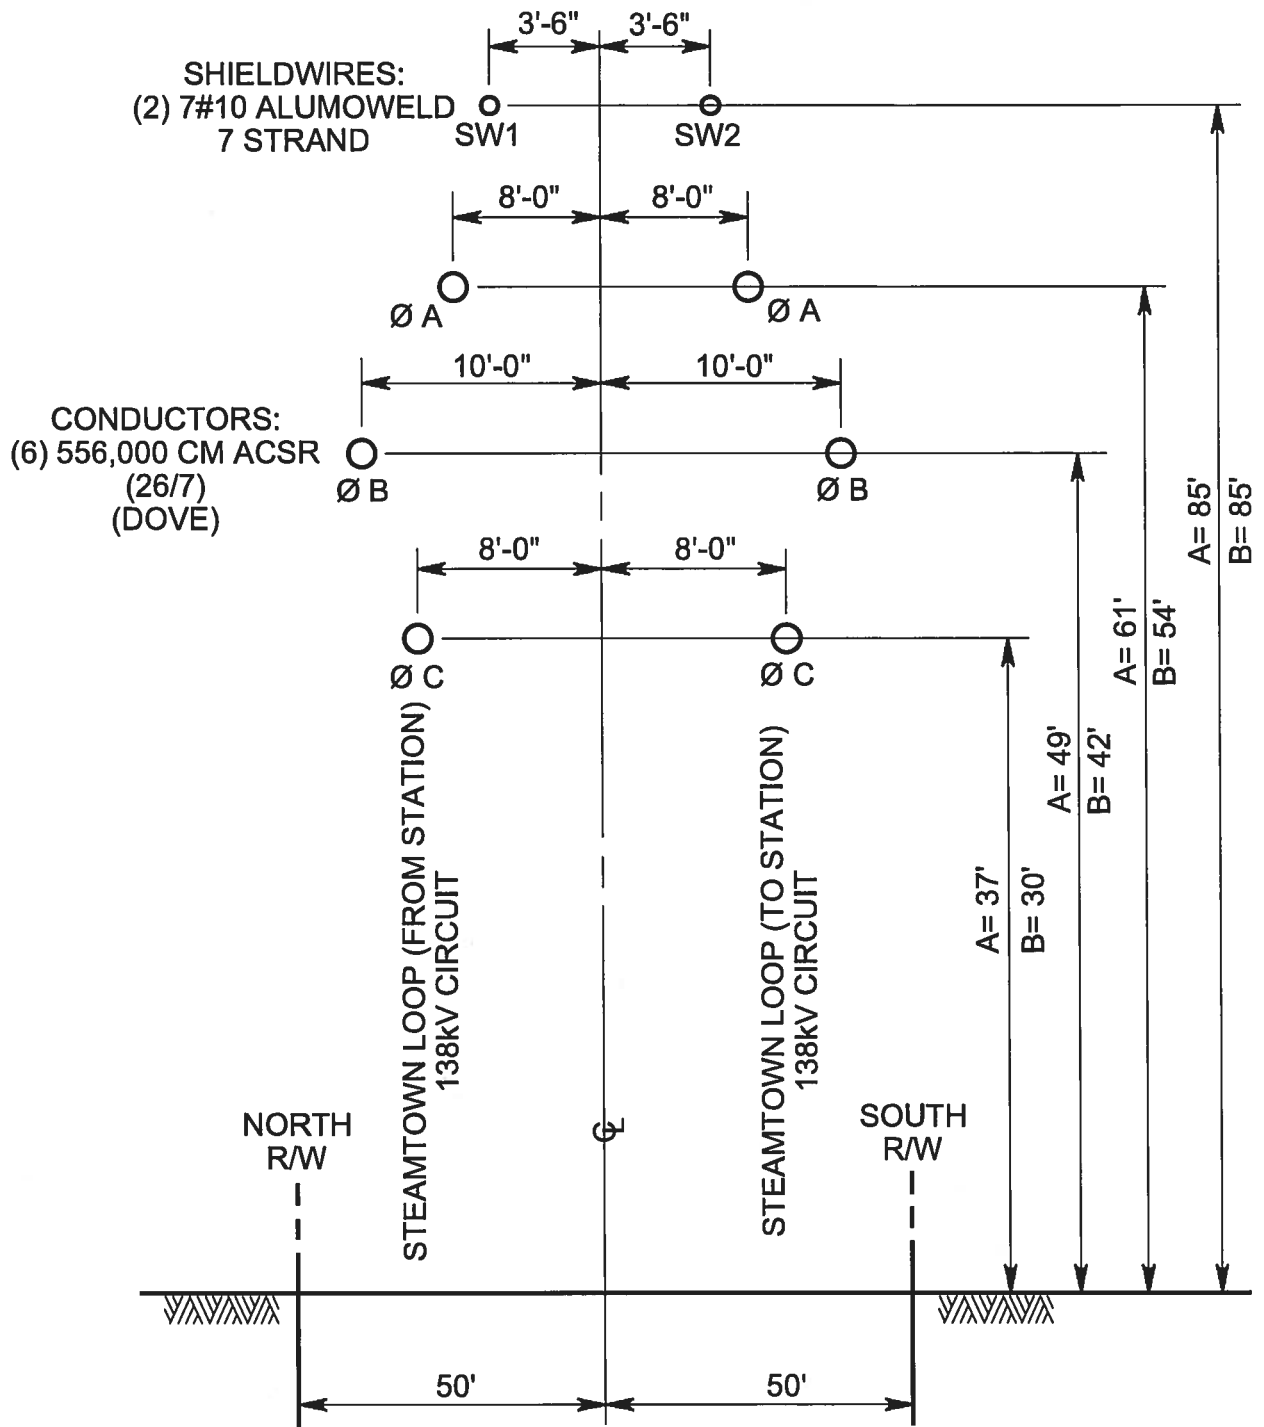 3'-6" 3'-6"
SHIELDWIRES:
(2) 7#10 ALUMOWELD
7 STRAND
SW1 SW2
8'-0" 8'-0"
Ø A Ø A
10'-0" 10'-0"
CONDUCTORS:
(6) 556,000 CM ACSR
(26/7)
(DOVE)
Ø B Ø B
8'-0" 8'-0"
Ø C Ø C
A= 85'
B= 85'
A= 61'
B= 54'
A= 49'
B= 42'
A= 37'
B= 30'
STEAMTOWN LOOP (FROM STATION)
138kV CIRCUIT
STEAMTOWN LOOP (TO STATION)
138kV CIRCUIT
NORTH
R/W
CL
SOUTH
R/W
50' 50'